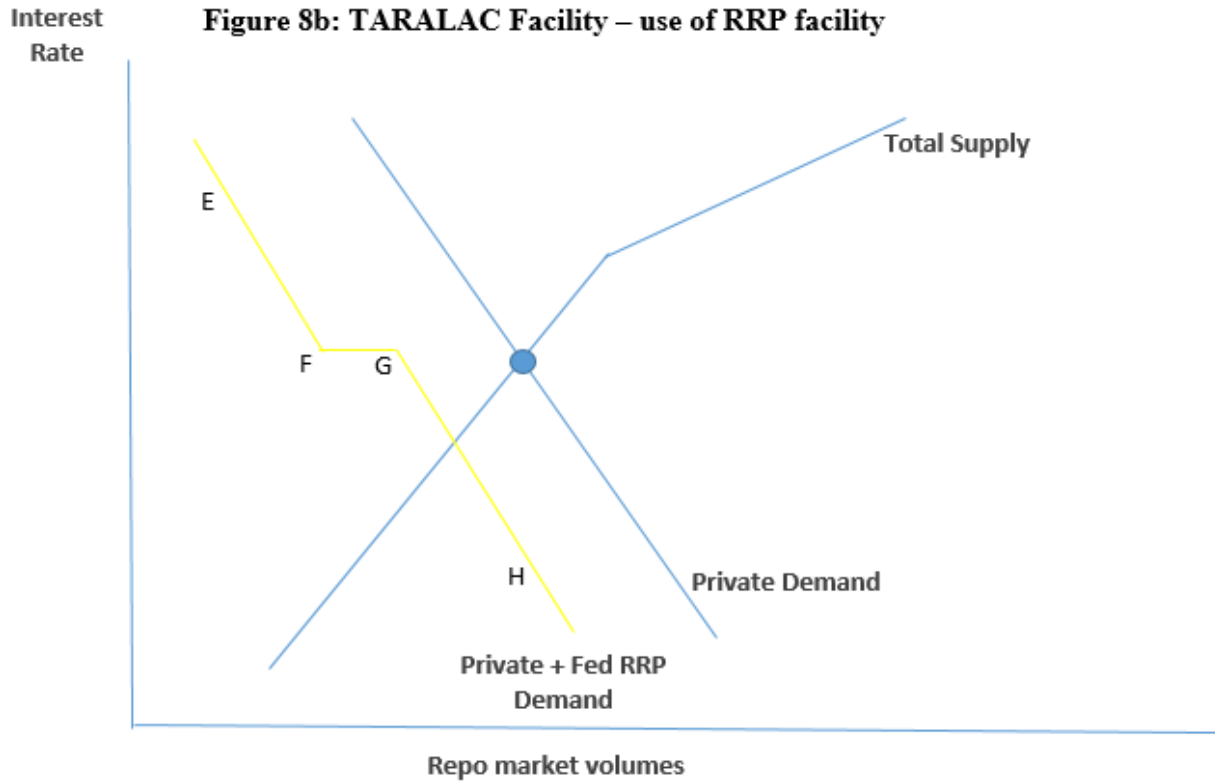 Interest
Rate
Figure 8b: TARALAC Facility – use of RRP facility
Total Supply
E
F
G
H
Private Demand
Private + Fed RRP
Demand
Repo market volumes